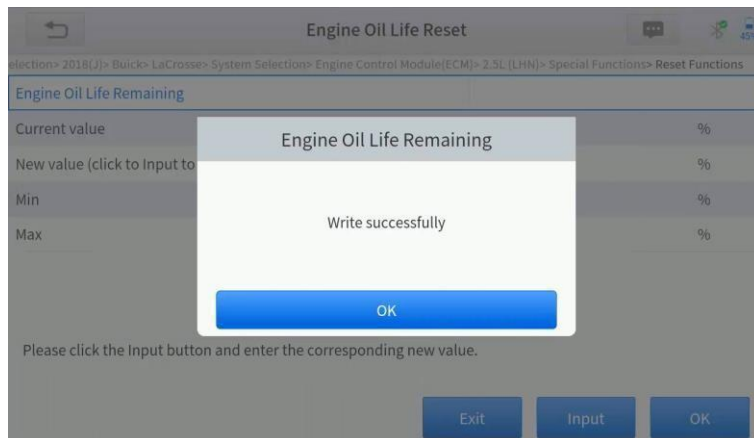 Engine Oil Life Reset
election> 2018(J)> Buick> LaCrosse> System Selection> Engine Control Module(ECM)> 2.5L [LHN]> Special Functions> Reset Functions
Engine Oil Life Remaining
Current value %
New value (click to Input to %
Min %
Max %
Engine Oil Life Remaining
Write successfully
OK
Please click the Input button and enter the corresponding new value.
Exit Input OK